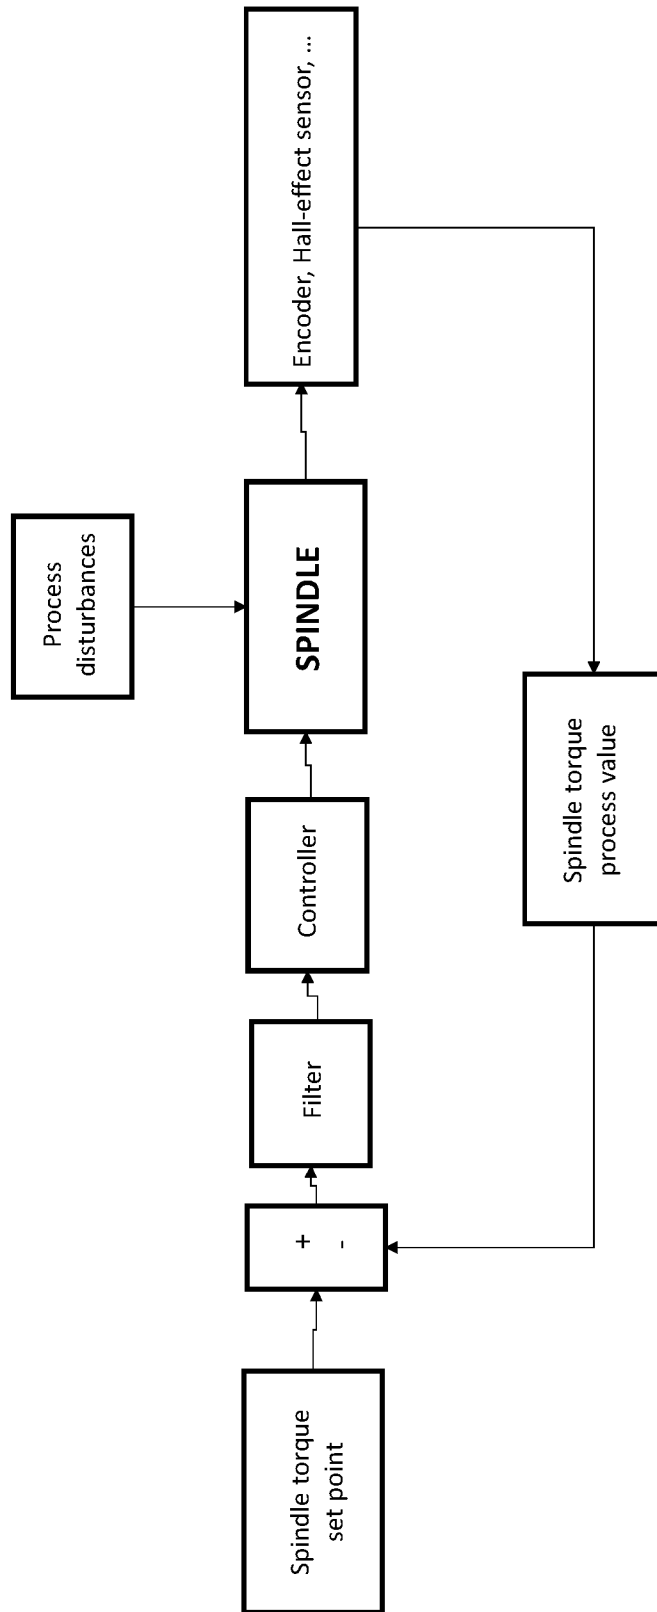 Spindle torque
set point
+
-
Filter
Controller
SPINDLE
Process
disturbances
Encoder, Hall-effect sensor, ...
Spindle torque
process value